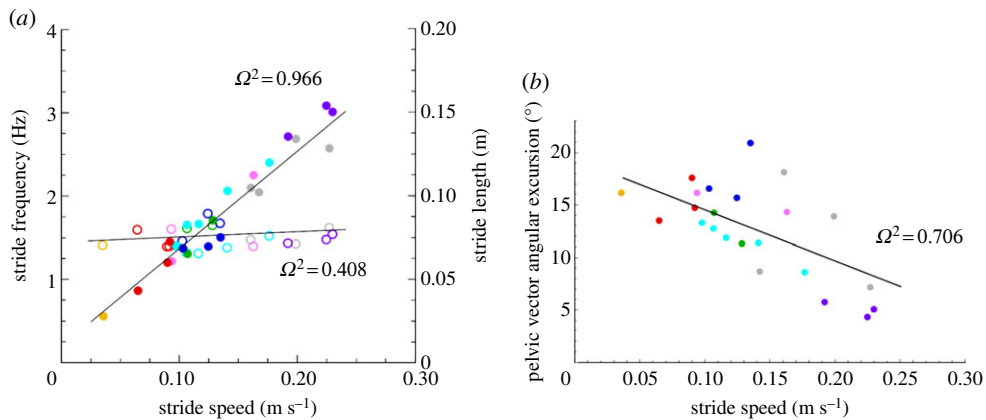 (a)
4
3
2
1
0
0.10
0.20
0.30
stride frequency (Hz)
stride speed (m s⁻¹)
0.20
0.15
0.10
0.05
0
stride length (m)
Ω² = 0.966
Ω² = 0.408
(b)
pelvic vector angular excursion (°)
20
15
10
5
0
0.05
0.10
0.15
0.20
0.25
0.30
stride speed (m s⁻¹)
Ω² = 0.706